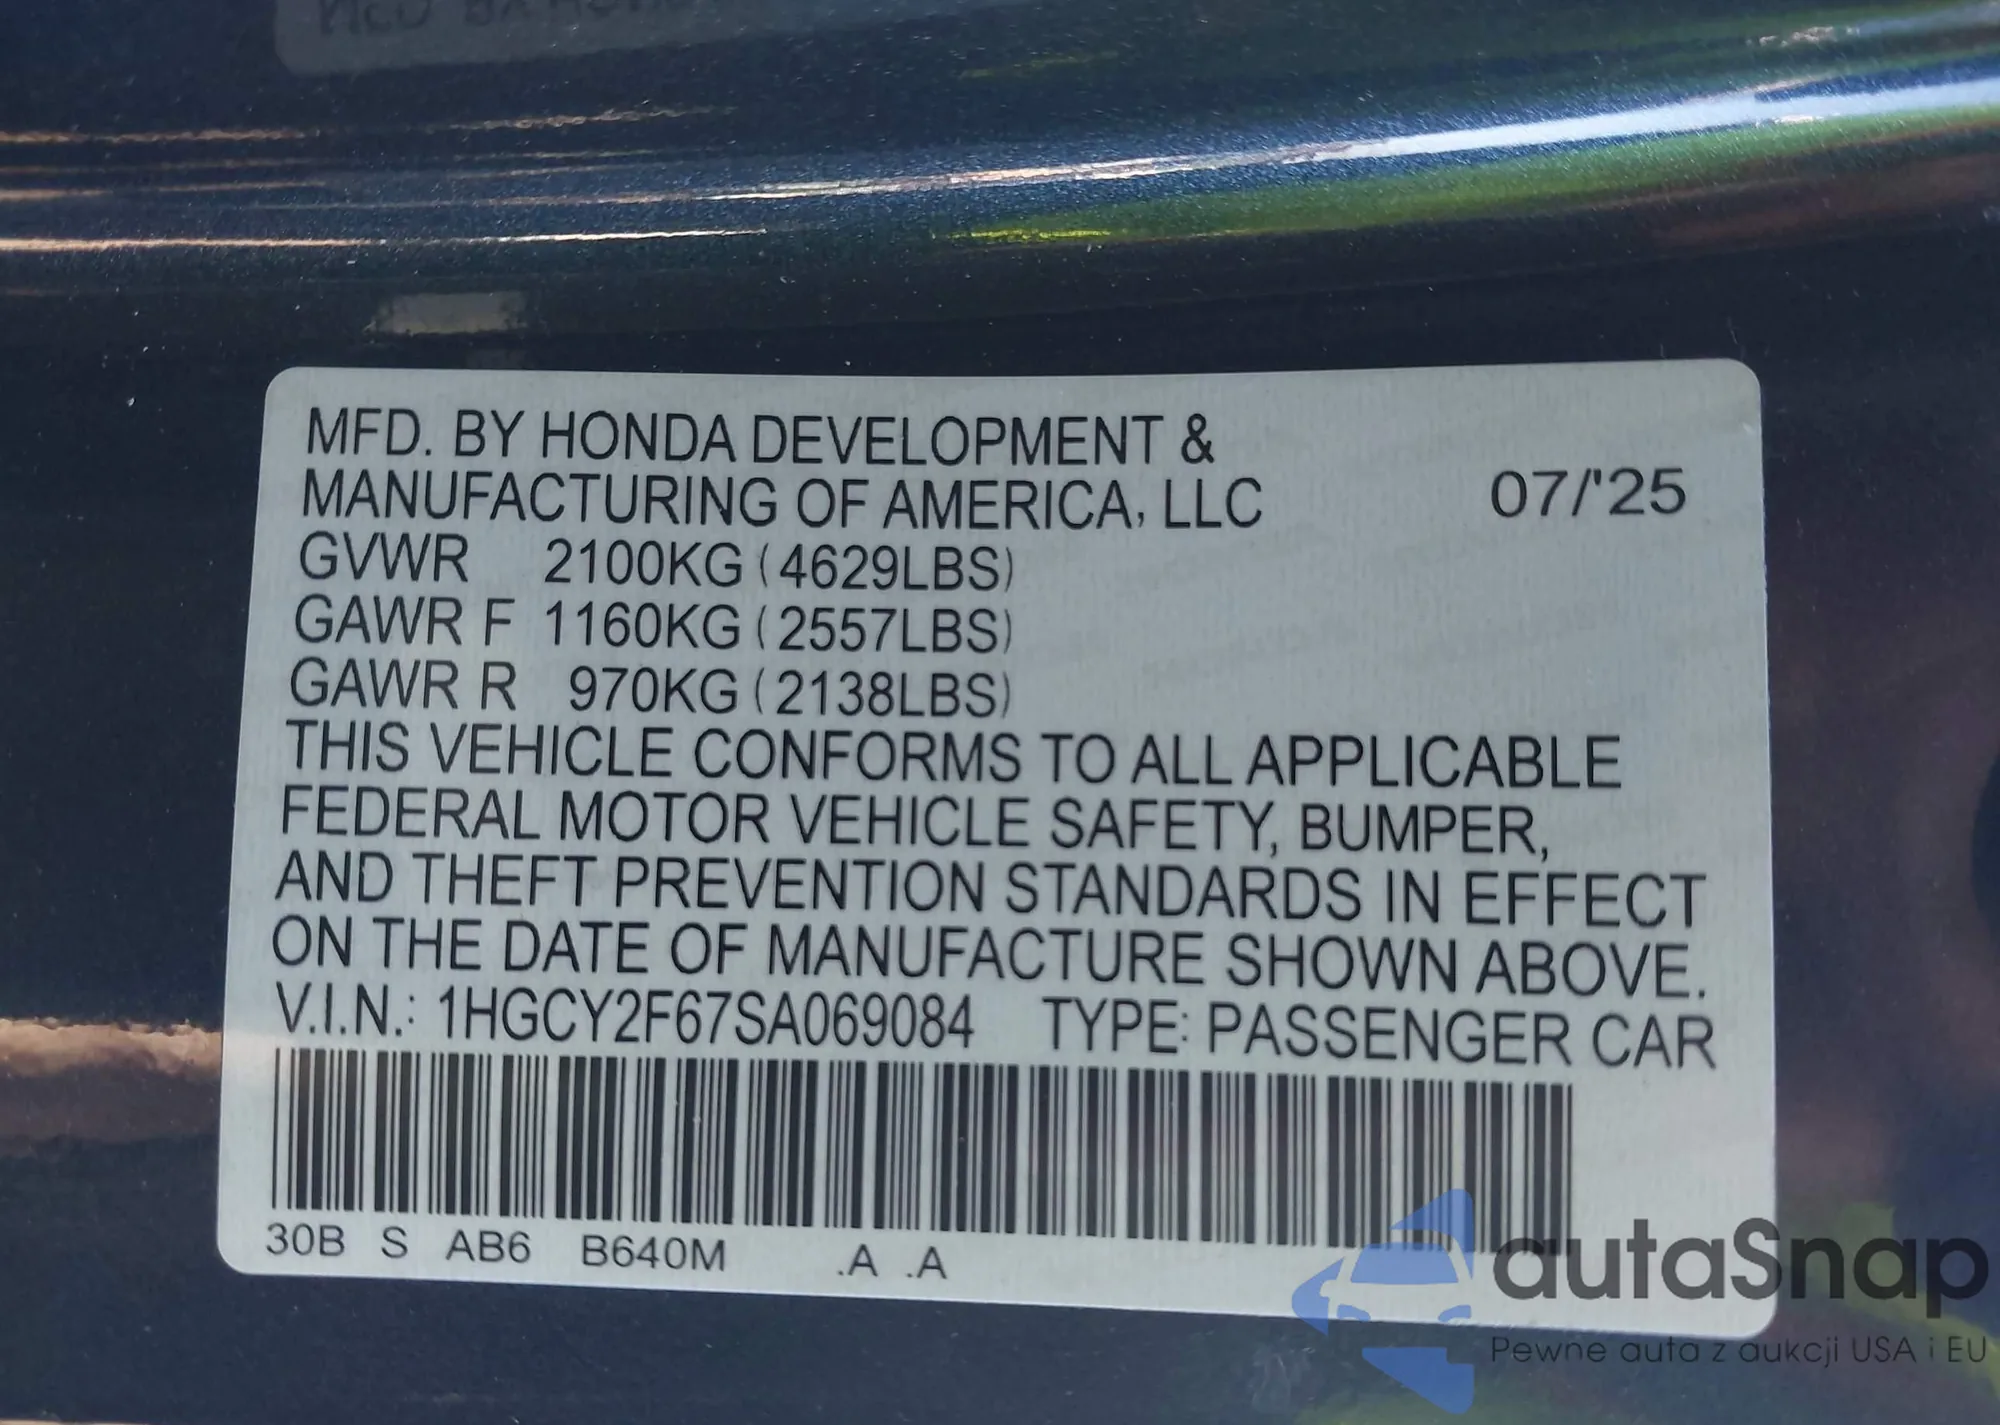 MFD. BY HONDA DEVELOPMENT &
MANUFACTURING OF AMERICA, LLC 07/'25
GVWR 2100KG (4629LBS)
GAWR F 1160KG (2557LBS)
GAWR R 970KG (2138LBS)
THIS VEHICLE CONFORMS TO ALL APPLICABLE
FEDERAL MOTOR VEHICLE SAFETY, BUMPER,
AND THEFT PREVENTION STANDARDS IN EFFECT
ON THE DATE OF MANUFACTURE SHOWN ABOVE.
V.I.N.: 1HGCY2F67SA069084 TYPE: PASSENGER CAR
30B S AB6 B640M .A .A
autaSnap
Pewne auta z aukcji USA i EU